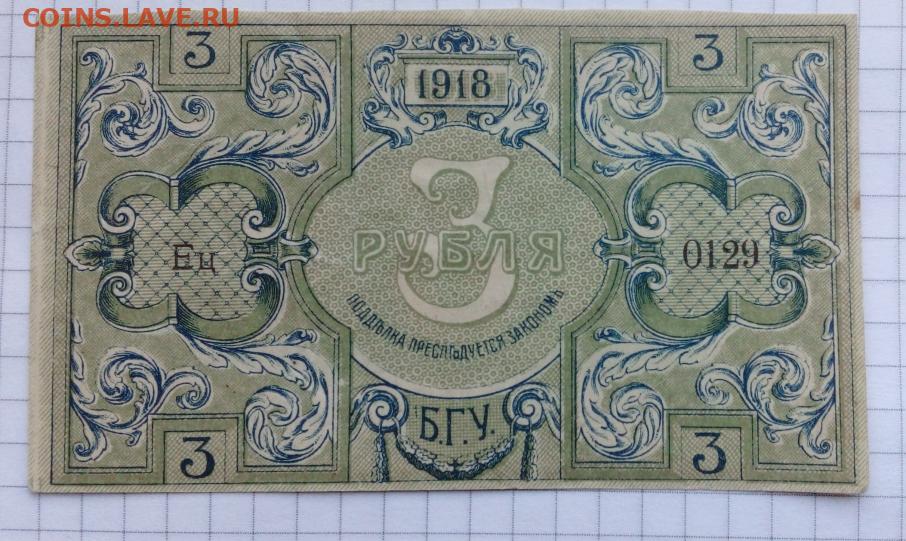 COINS.LAVE.RU
3
3
1918
3
РУБЛЯ
Ец
0129
ПОДДѢЛКА ПРЕСЛѢДУЕТСЯ ЗАКОНОМЪ
Б.Г.У.
3
3